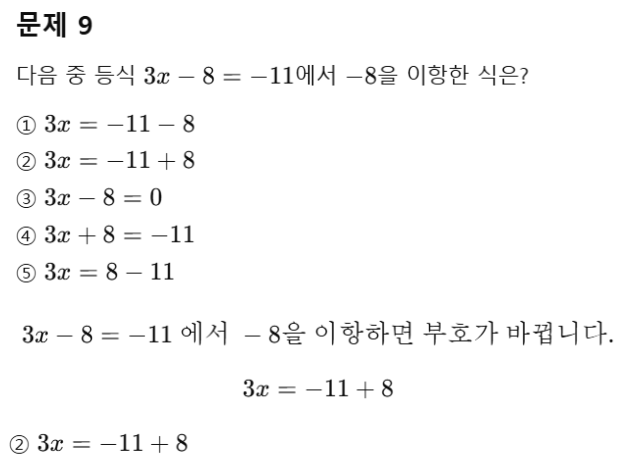 문제 9
다음 중 등식 3x − 8 = −11에서 −8을 이항한 식은?
① 3x = −11 − 8
② 3x = −11 + 8
③ 3x − 8 = 0
④ 3x + 8 = −11
⑤ 3x = 8 − 11
3x − 8 = −11 에서 − 8을 이항하면 부호가 바뀝니다.
3x = −11 + 8
② 3x = −11 + 8